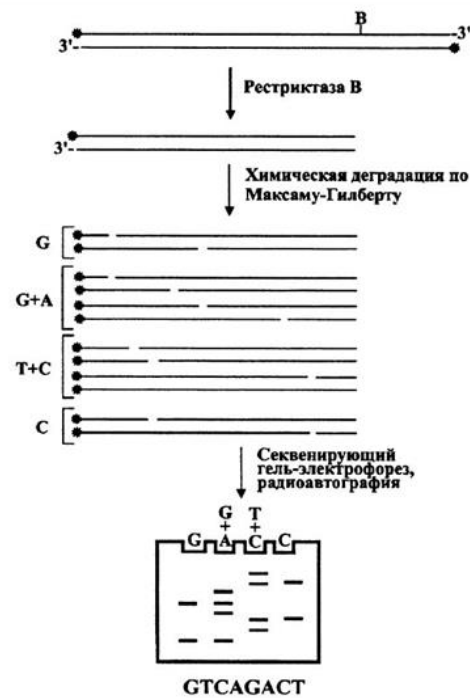 B
3'
3'
Рестриктаза B
3'
Химическая деградация по
Максаму-Гилберту
G
G+A
T+C
C
Секвенирующий
гель-электрофорез,
радиоавтография
G T
+ +
G A C C
GTCAGACT